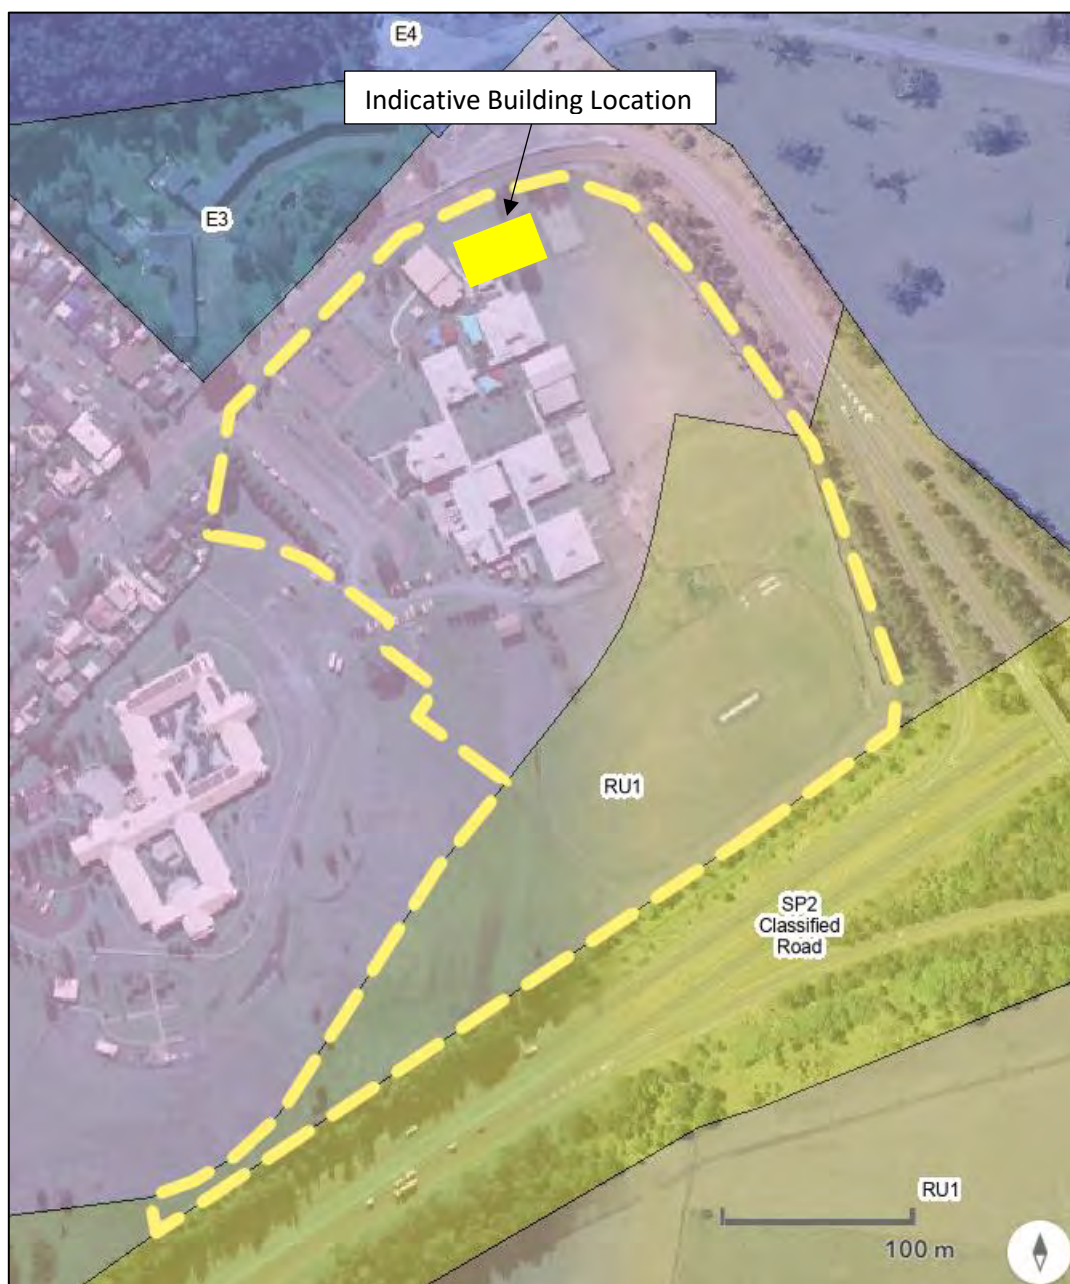 E4
Indicative Building Location
E3
RU1
SP2
Classified
Road
RU1
100 m